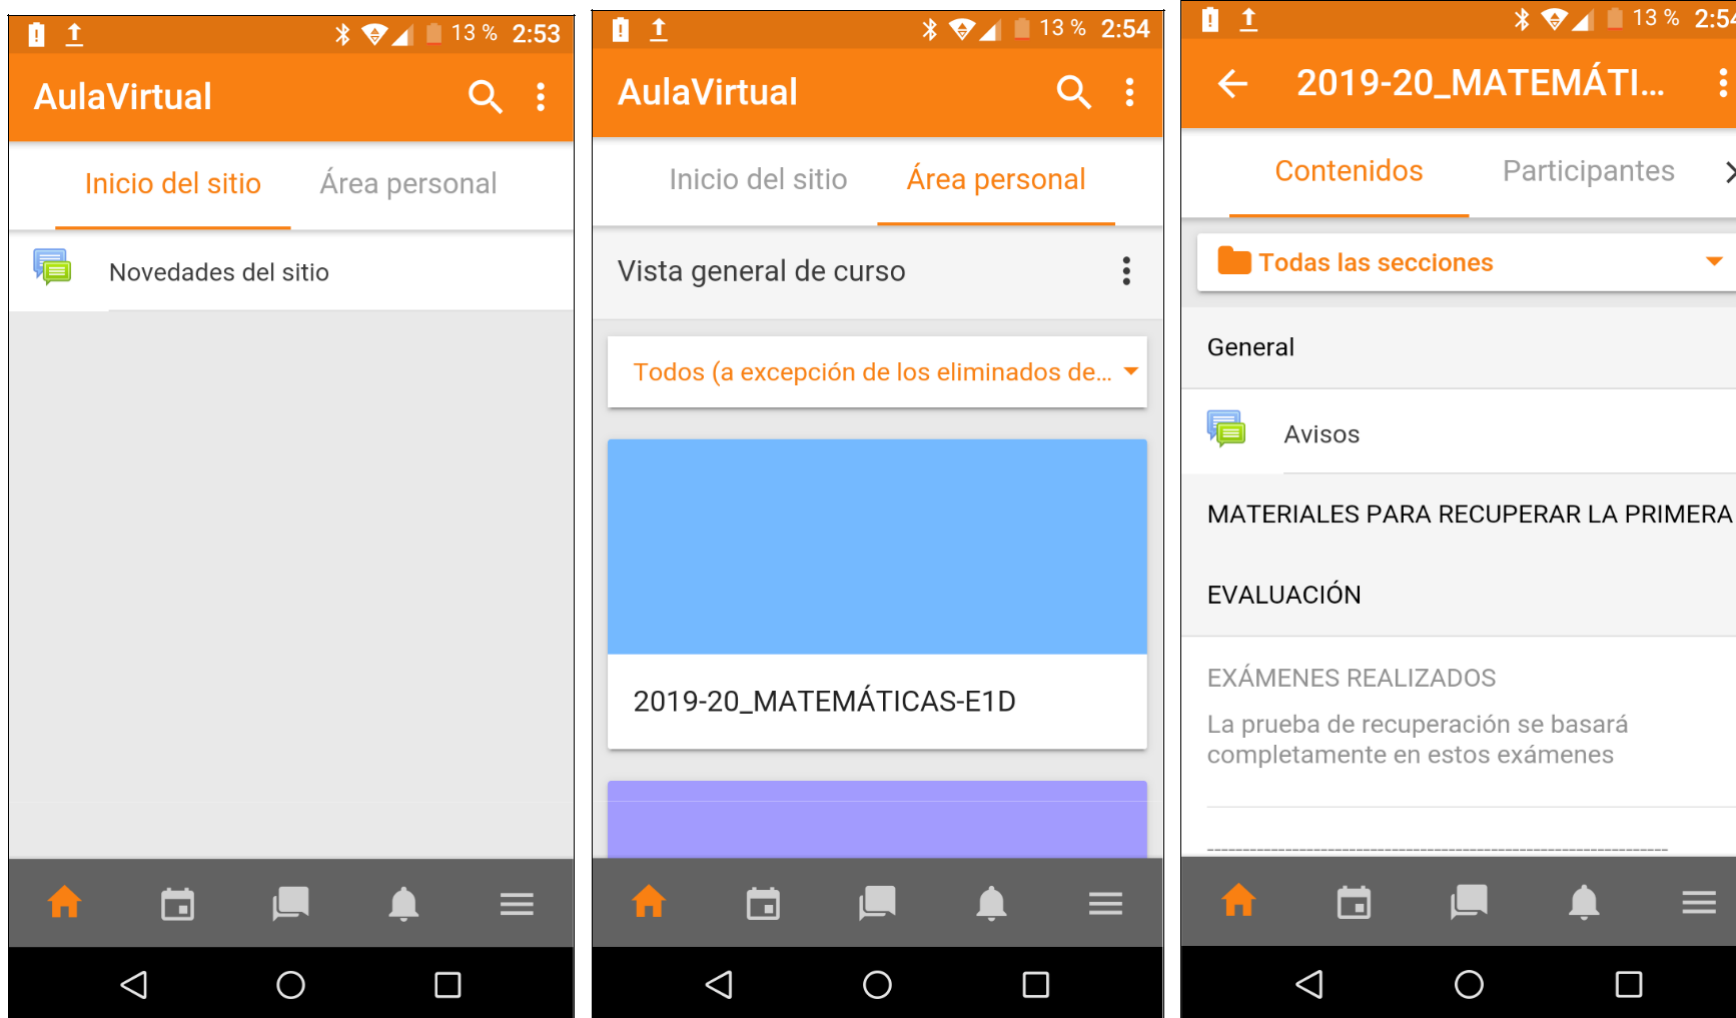 13 % 2:53
AulaVirtual
Inicio del sitio Área personal
Novedades del sitio
13 % 2:54
AulaVirtual
Inicio del sitio Área personal
Vista general de curso
Todos (a excepción de los eliminados de...
2019-20_MATEMÁTICAS-E1D
13 % 2:54
2019-20_MATEMÁTI...
Contenidos Participantes
Todas las secciones
General
Avisos
MATERIALES PARA RECUPERAR LA PRIMERA
EVALUACIÓN
EXÁMENES REALIZADOS
La prueba de recuperación se basará
completamente en estos exámenes